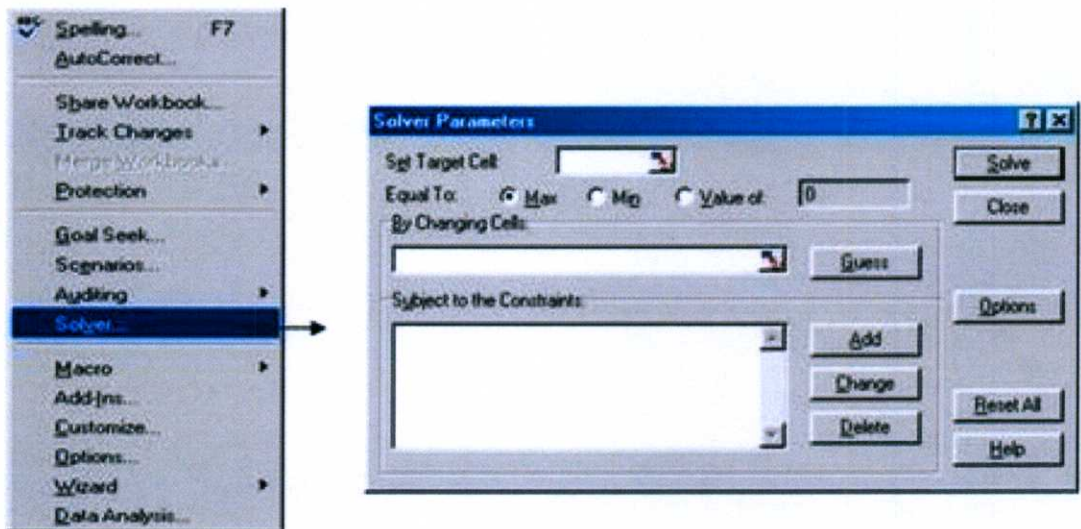 Spelling... F7
AutoCorrect...
Share Workbook...
Track Changes
Merge Workbooks...
Protection
Goal Seek...
Scenarios...
Auditing
Solver...
Macro
Add-Ins...
Customize...
Options...
Wizard
Data Analysis...
Solver Parameters
Set Target Cell:
Solve
Equal To: Max Min Value of: 0
Close
By Changing Cells:
Guess
Subject to the Constraints:
Options
Add
Change
Reset All
Delete
Help